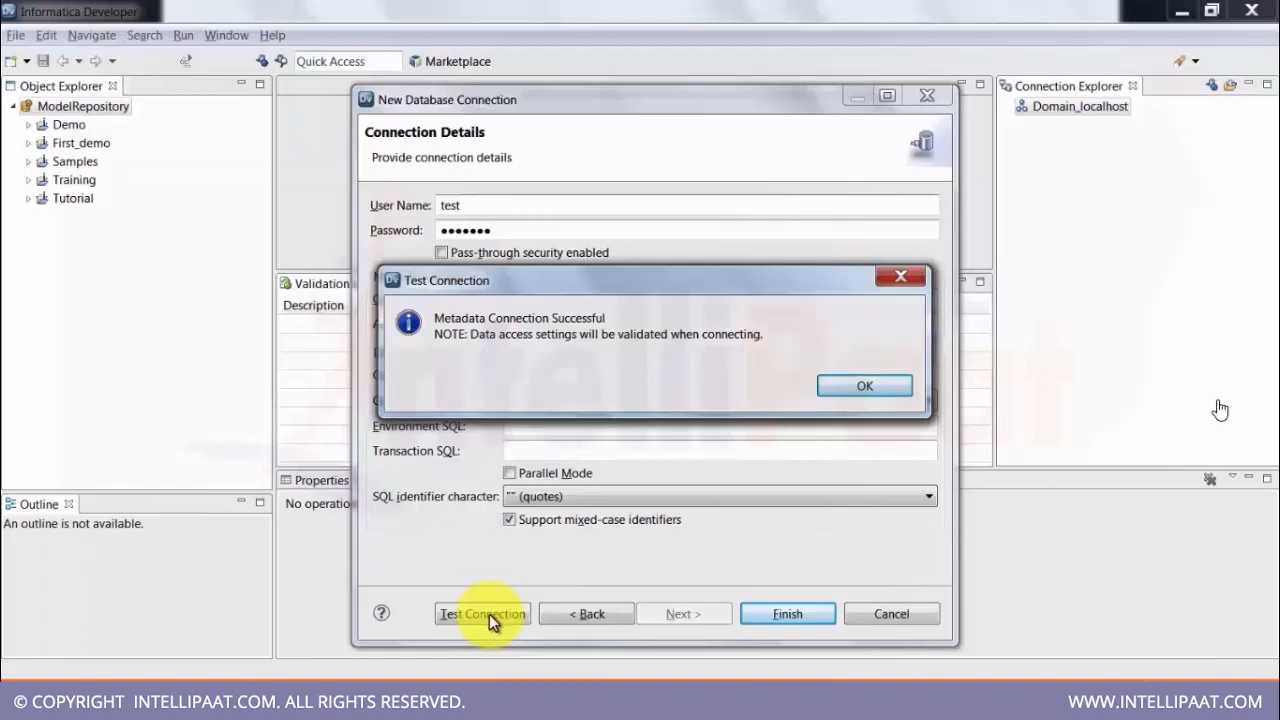 Informatica Developer
File Edit Navigate Search Run Window Help
Quick Access
Marketplace
Object Explorer
ModelRepository
Demo
First_demo
Samples
Training
Tutorial
Outline
An outline is not available.
New Database Connection
Connection Details
Provide connection details
User Name: test
Password: •••••••
Pass-through security enabled
Validation
Description
Test Connection
Metadata Connection Successful
NOTE: Data access settings will be validated when connecting.
OK
Environment SQL:
Transaction SQL:
Parallel Mode
SQL identifier character: "" (quotes)
Support mixed-case identifiers
Properties
No operatio
Test Connection < Back Next > Finish Cancel
Connection Explorer
Domain_localhost
© COPYRIGHT INTELLIPAAT.COM. ALL RIGHTS RESERVED.
WWW.INTELLIPAAT.COM